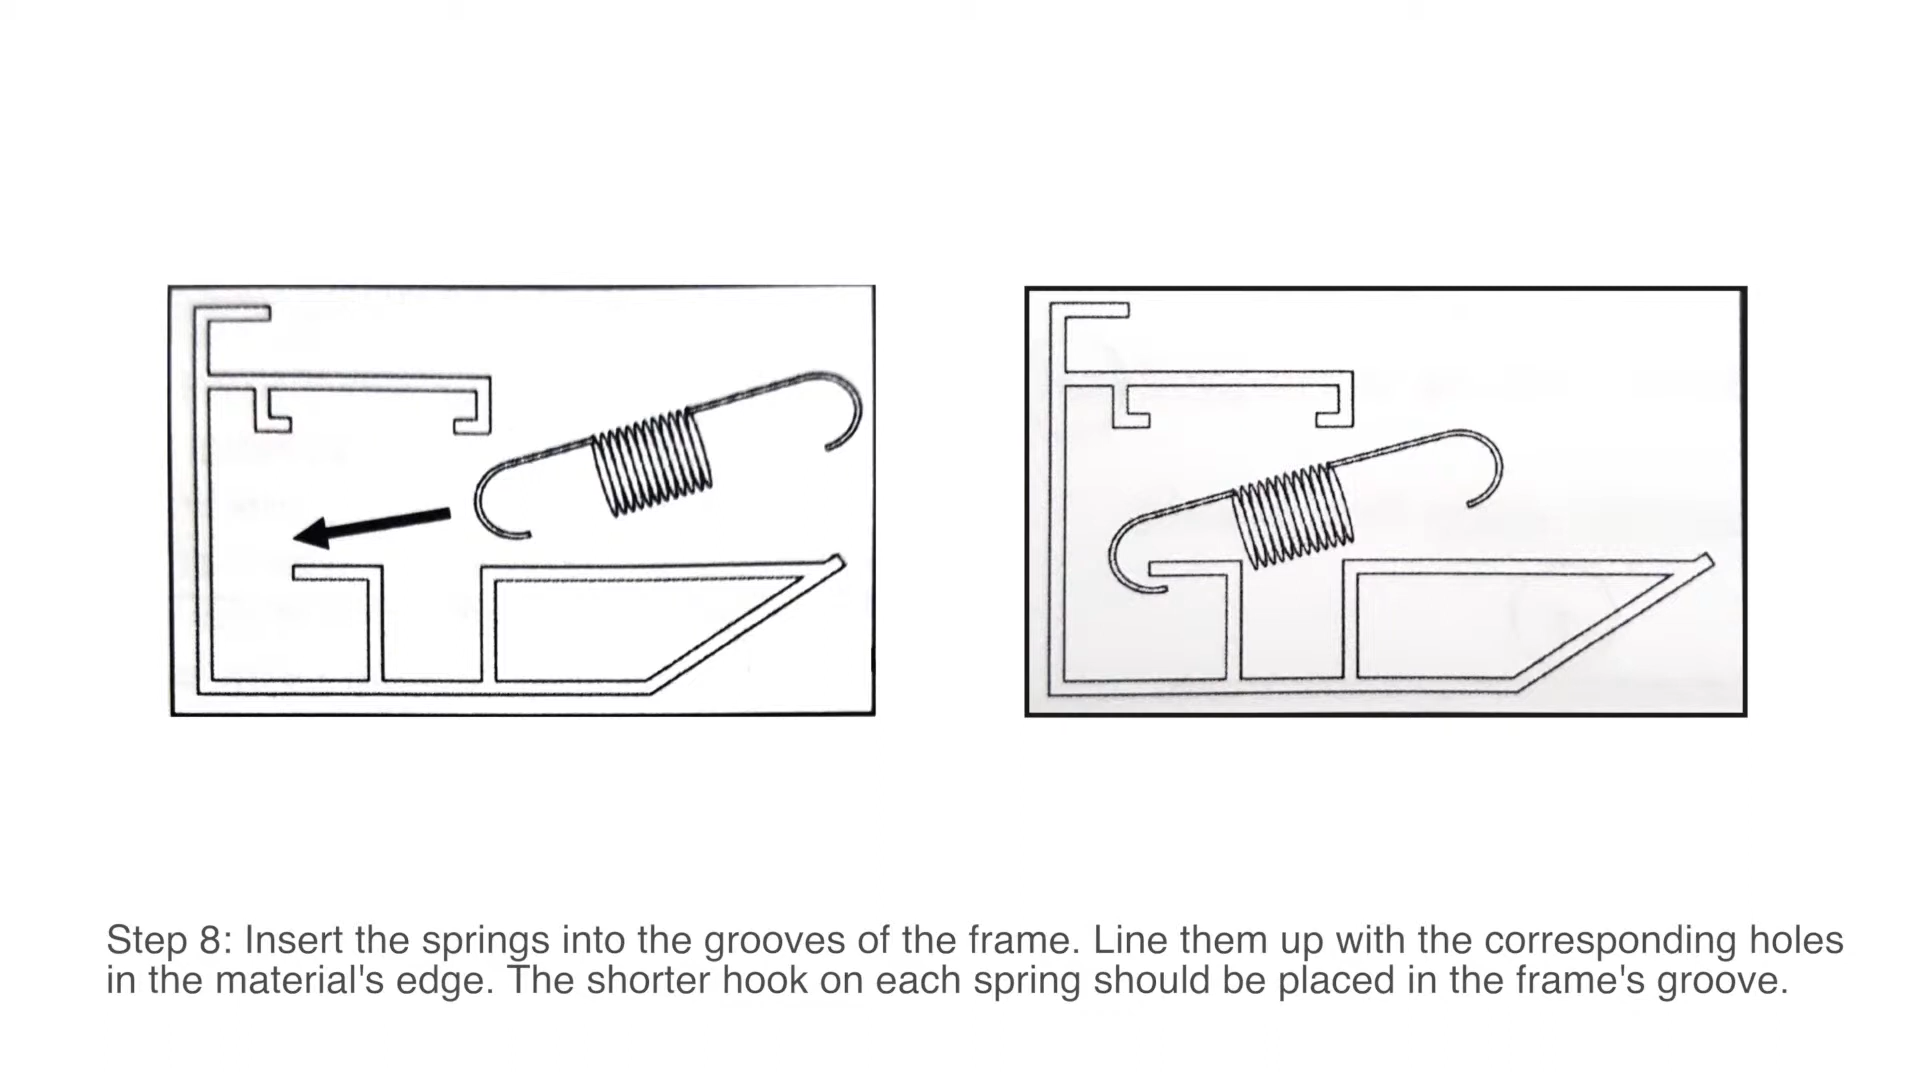 Step 8: Insert the springs into the grooves of the frame. Line them up with the corresponding holes
in the material's edge. The shorter hook on each spring should be placed in the frame's groove.